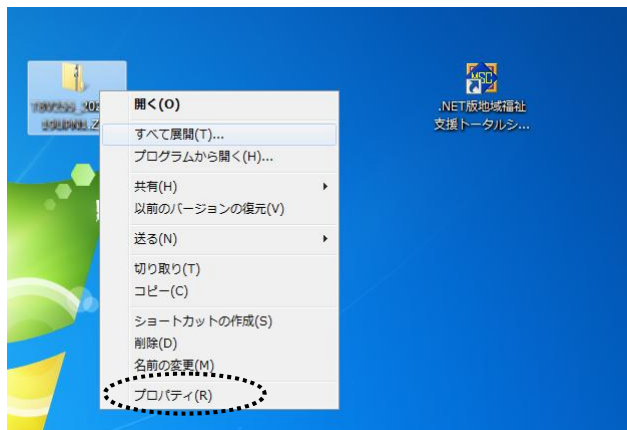 開く(O)
すべて展開(T)...
プログラムから開く(H)...
共有(H)
以前のバージョンの復元(V)
送る(N)
切り取り(T)
コピー(C)
ショートカットの作成(S)
削除(D)
名前の変更(M)
プロパティ(R)
MSC
.NET版地域福祉
支援トータルシ...